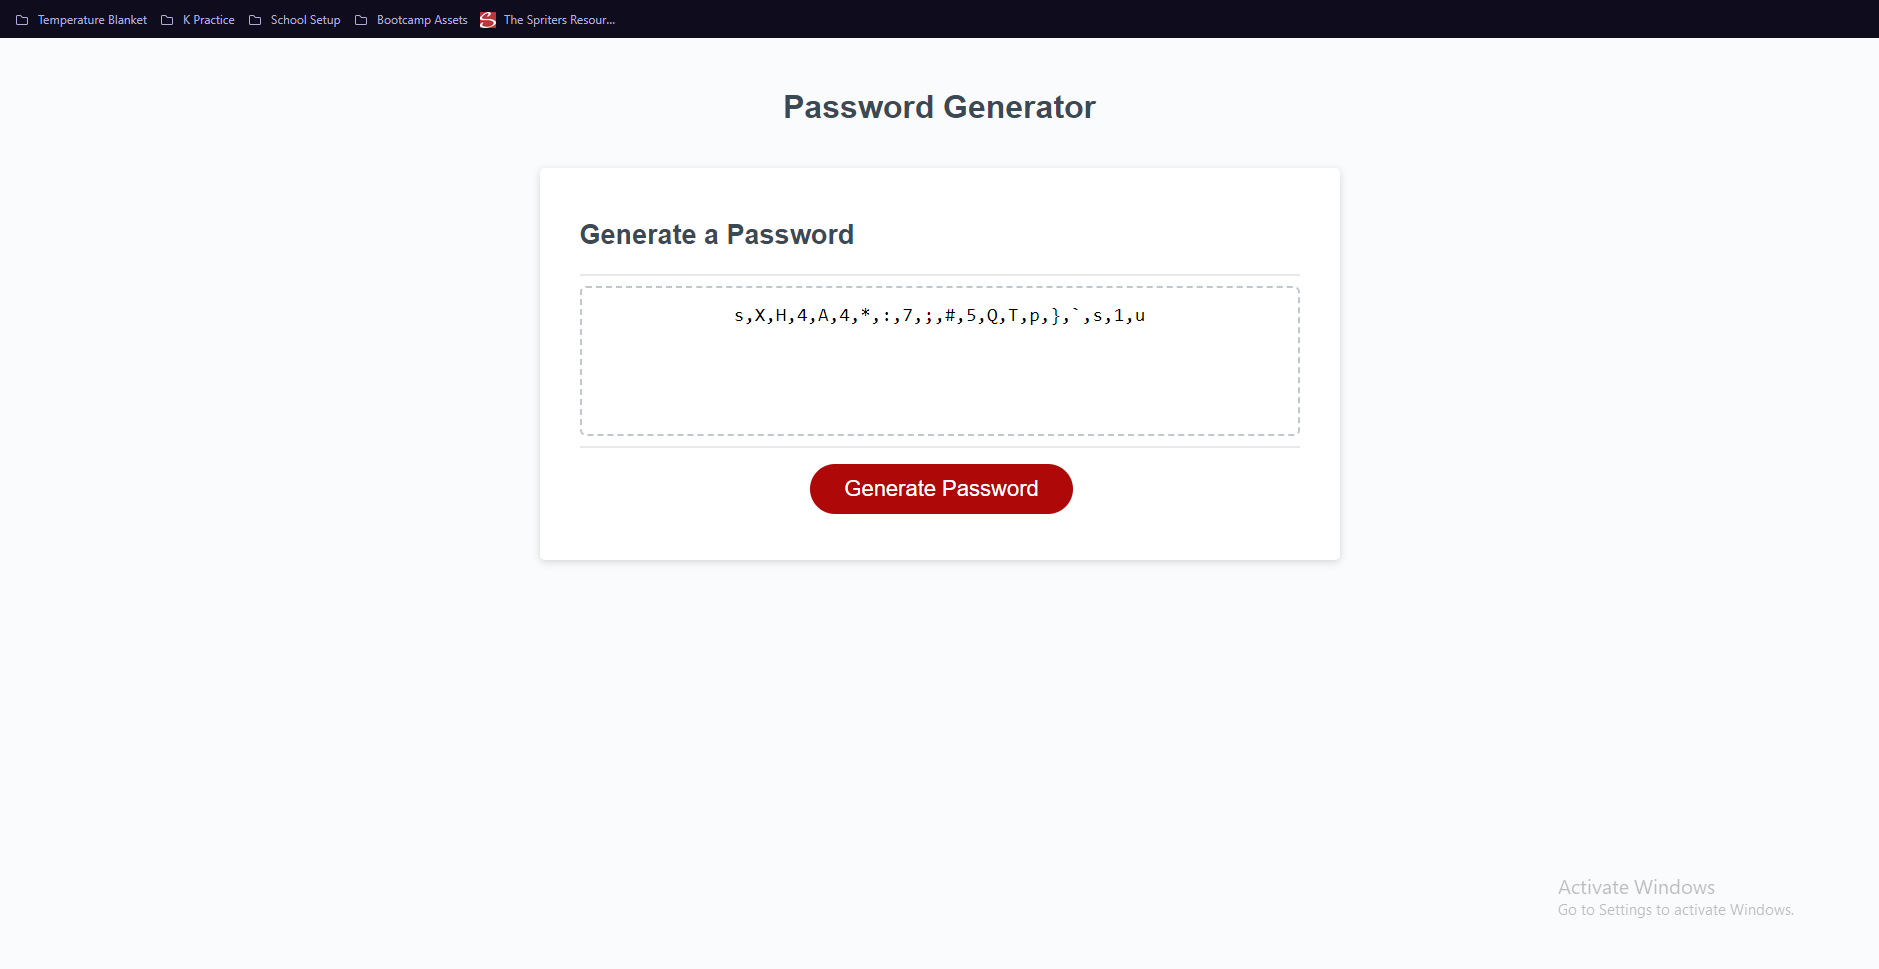 Temperature Blanket K Practice School Setup Bootcamp Assets The Spriters Resour...
Password Generator
Generate a Password
s,X,H,4,A,4,*,:,7,;,#,5,Q,T,p,},`,s,1,u
Generate Password
Activate Windows
Go to Settings to activate Windows.